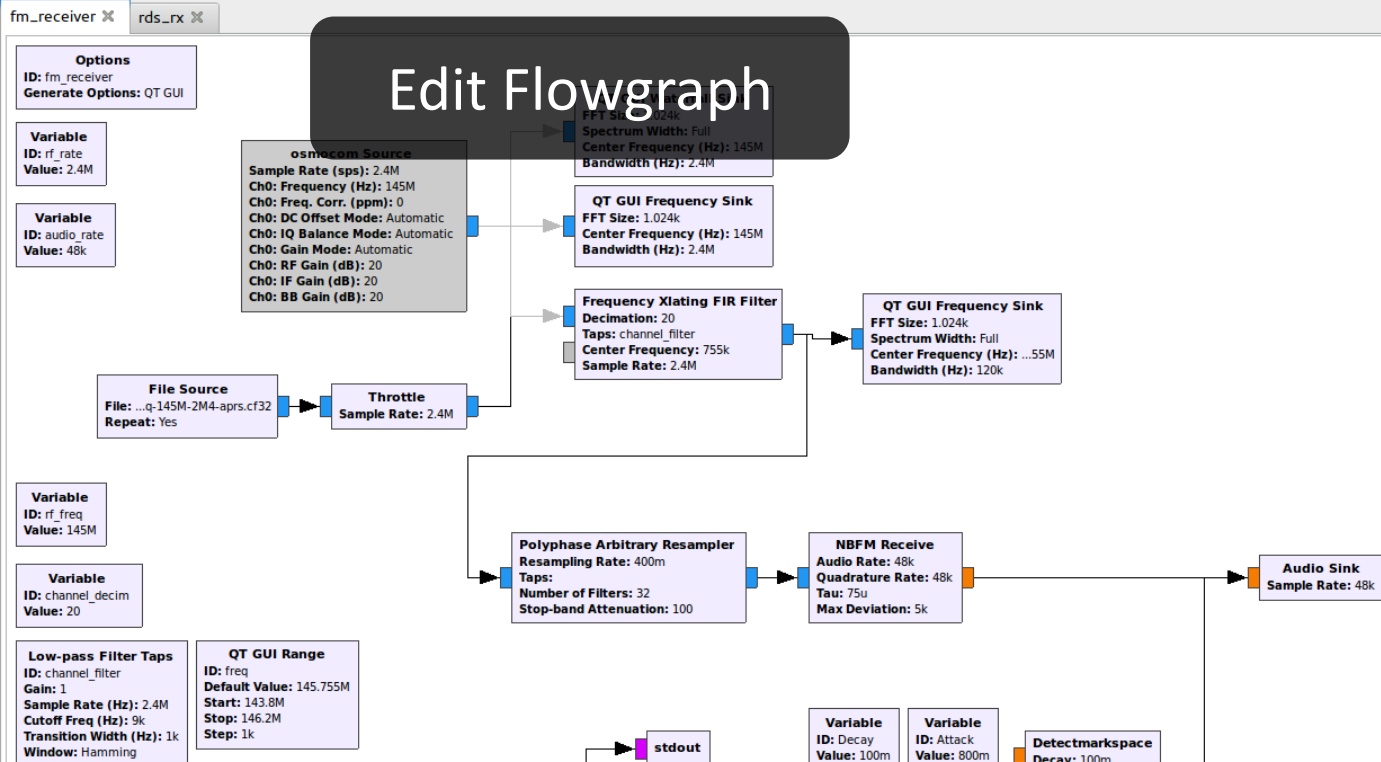 fm_receiver
rds_rx
Edit Flowgraph
Options
ID: fm_receiver
Generate Options: QT GUI
Variable
ID: rf_rate
Value: 2.4M
Variable
ID: audio_rate
Value: 48k
osmocom Source
Sample Rate (sps): 2.4M
Ch0: Frequency (Hz): 145M
Ch0: Freq. Corr. (ppm): 0
Ch0: DC Offset Mode: Automatic
Ch0: IQ Balance Mode: Automatic
Ch0: Gain Mode: Automatic
Ch0: RF Gain (dB): 20
Ch0: IF Gain (dB): 20
Ch0: BB Gain (dB): 20
QT GUI Waterfall Sink
FFT Size: 1.024k
Spectrum Width: Full
Center Frequency (Hz): 145M
Bandwidth (Hz): 2.4M
QT GUI Frequency Sink
FFT Size: 1.024k
Center Frequency (Hz): 145M
Bandwidth (Hz): 2.4M
Frequency Xlating FIR Filter
Decimation: 20
Taps: channel_filter
Center Frequency: 755k
Sample Rate: 2.4M
QT GUI Frequency Sink
FFT Size: 1.024k
Spectrum Width: Full
Center Frequency (Hz): ...55M
Bandwidth (Hz): 120k
File Source
File: ...q-145M-2M4-aprs.cf32
Repeat: Yes
Throttle
Sample Rate: 2.4M
Variable
ID: rf_freq
Value: 145M
Variable
ID: channel_decim
Value: 20
Polyphase Arbitrary Resampler
Resampling Rate: 400m
Taps:
Number of Filters: 32
Stop-band Attenuation: 100
NBFM Receive
Audio Rate: 48k
Quadrature Rate: 48k
Tau: 75u
Max Deviation: 5k
Audio Sink
Sample Rate: 48k
Low-pass Filter Taps
ID: channel_filter
Gain: 1
Sample Rate (Hz): 2.4M
Cutoff Freq (Hz): 9k
Transition Width (Hz): 1k
Window: Hamming
QT GUI Range
ID: freq
Default Value: 145.755M
Start: 143.8M
Stop: 146.2M
Step: 1k
stdout
Variable
ID: Decay
Value: 100m
Variable
ID: Attack
Value: 800m
Detectmarkspace
Decay: 100m